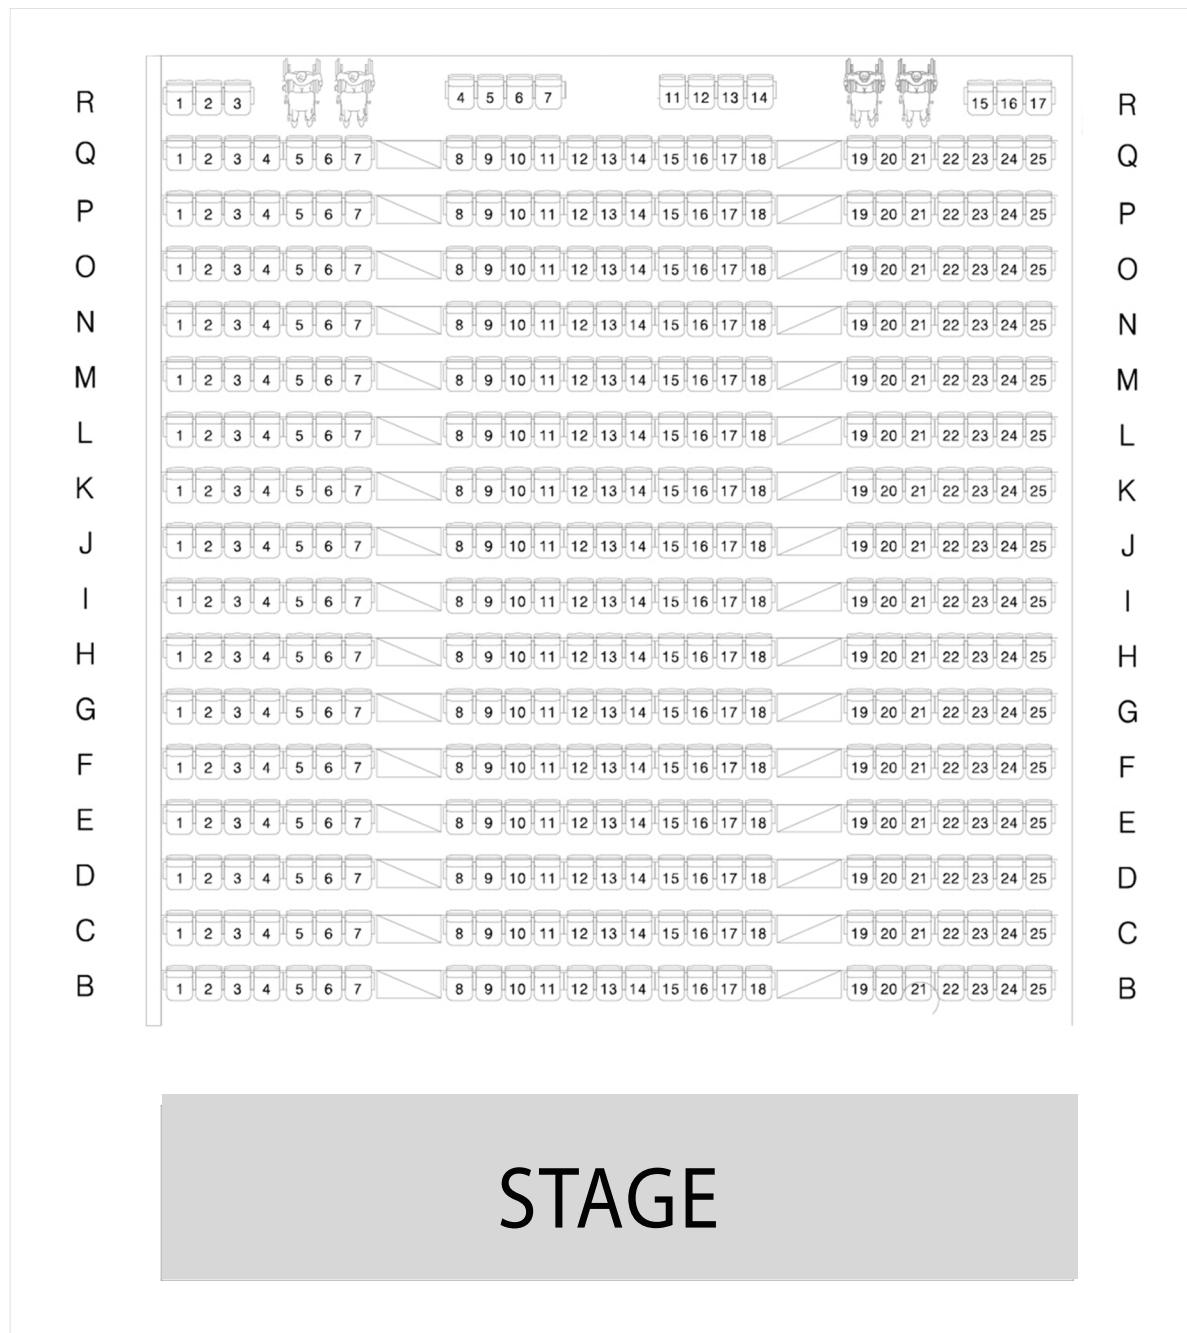 R 1 2 3 4 5 6 7 11 12 13 14 15 16 17 R
Q 1 2 3 4 5 6 7 8 9 10 11 12 13 14 15 16 17 18 19 20 21 22 23 24 25 Q
P 1 2 3 4 5 6 7 8 9 10 11 12 13 14 15 16 17 18 19 20 21 22 23 24 25 P
O 1 2 3 4 5 6 7 8 9 10 11 12 13 14 15 16 17 18 19 20 21 22 23 24 25 O
N 1 2 3 4 5 6 7 8 9 10 11 12 13 14 15 16 17 18 19 20 21 22 23 24 25 N
M 1 2 3 4 5 6 7 8 9 10 11 12 13 14 15 16 17 18 19 20 21 22 23 24 25 M
L 1 2 3 4 5 6 7 8 9 10 11 12 13 14 15 16 17 18 19 20 21 22 23 24 25 L
K 1 2 3 4 5 6 7 8 9 10 11 12 13 14 15 16 17 18 19 20 21 22 23 24 25 K
J 1 2 3 4 5 6 7 8 9 10 11 12 13 14 15 16 17 18 19 20 21 22 23 24 25 J
I 1 2 3 4 5 6 7 8 9 10 11 12 13 14 15 16 17 18 19 20 21 22 23 24 25 I
H 1 2 3 4 5 6 7 8 9 10 11 12 13 14 15 16 17 18 19 20 21 22 23 24 25 H
G 1 2 3 4 5 6 7 8 9 10 11 12 13 14 15 16 17 18 19 20 21 22 23 24 25 G
F 1 2 3 4 5 6 7 8 9 10 11 12 13 14 15 16 17 18 19 20 21 22 23 24 25 F
E 1 2 3 4 5 6 7 8 9 10 11 12 13 14 15 16 17 18 19 20 21 22 23 24 25 E
D 1 2 3 4 5 6 7 8 9 10 11 12 13 14 15 16 17 18 19 20 21 22 23 24 25 D
C 1 2 3 4 5 6 7 8 9 10 11 12 13 14 15 16 17 18 19 20 21 22 23 24 25 C
B 1 2 3 4 5 6 7 8 9 10 11 12 13 14 15 16 17 18 19 20 21 22 23 24 25 B
STAGE